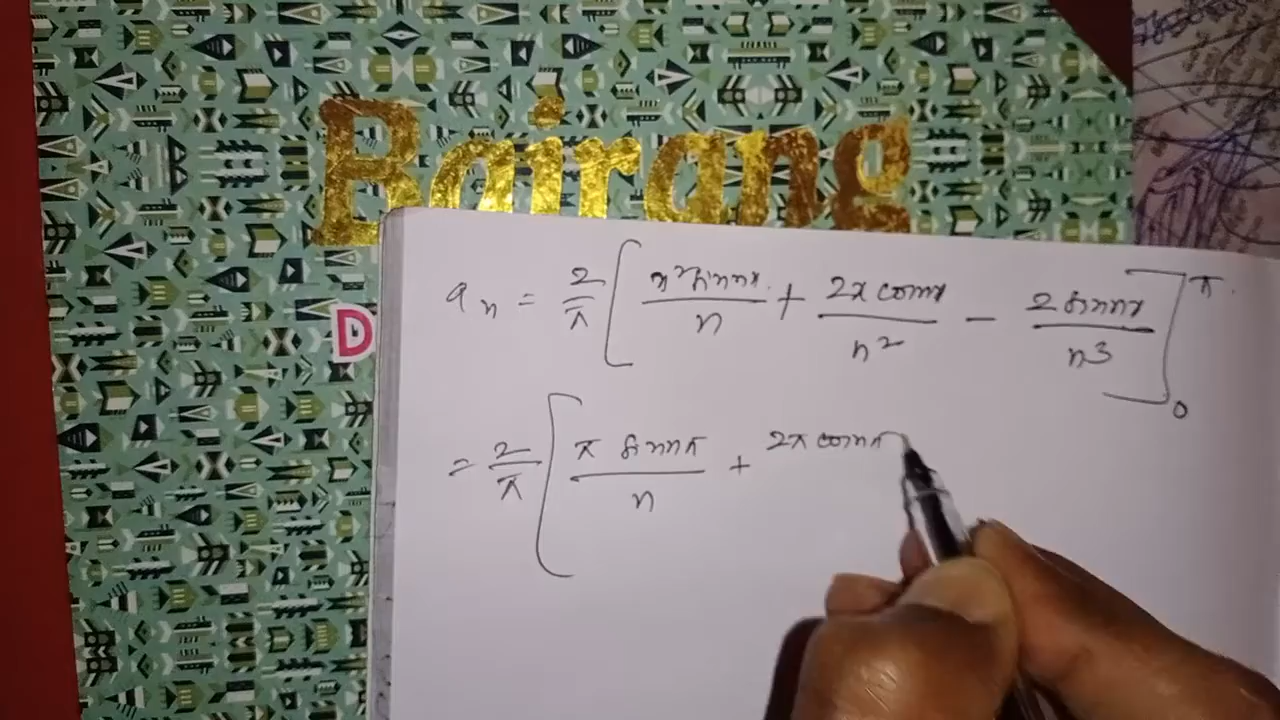 Bairang
D
aₙ = 2/π [ x² sin nx / n + 2x cos nx / n² − 2 sin nx / n³ ]₀^π
= 2/π [ π sin nπ / n + 2π cos nπ